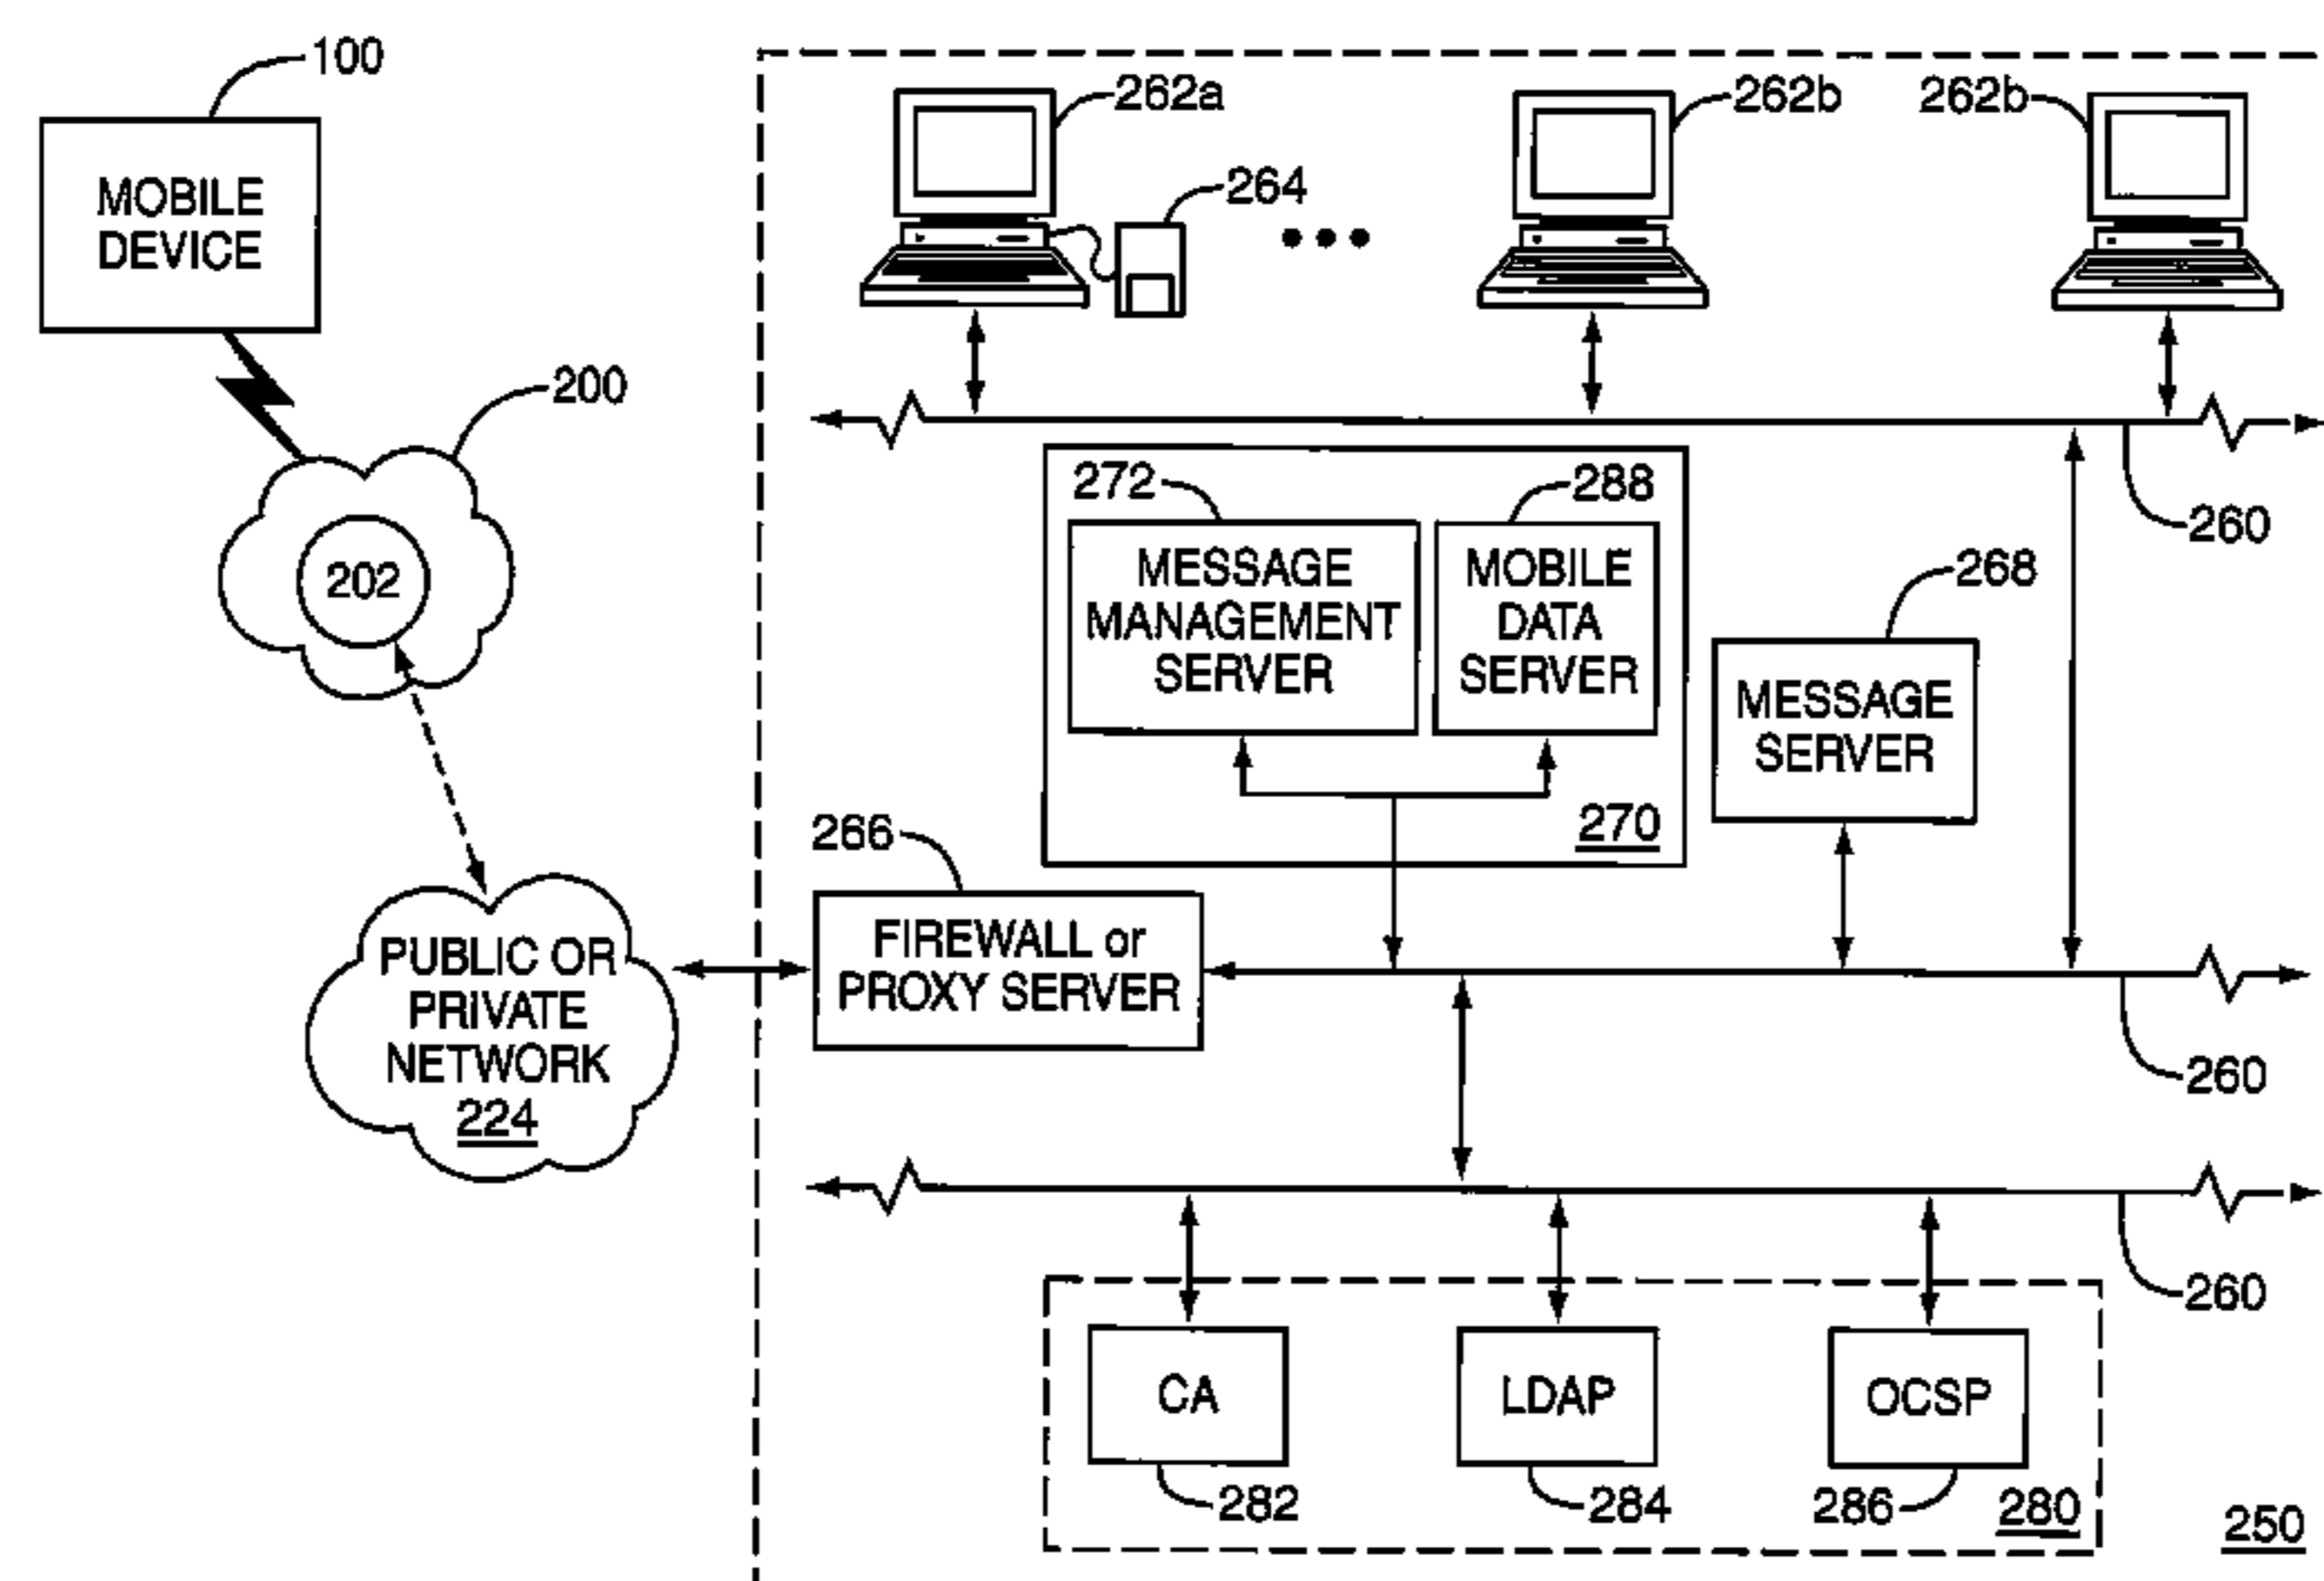 100
MOBILE
DEVICE
200
202
PUBLIC OR
PRIVATE
NETWORK
224
262a
264
262b
262b
260
272
MESSAGE
MANAGEMENT
SERVER
288
MOBILE
DATA
SERVER
270
268
MESSAGE
SERVER
266
FIREWALL or
PROXY SERVER
260
260
CA
282
LDAP
284
OCSP
286
280
250